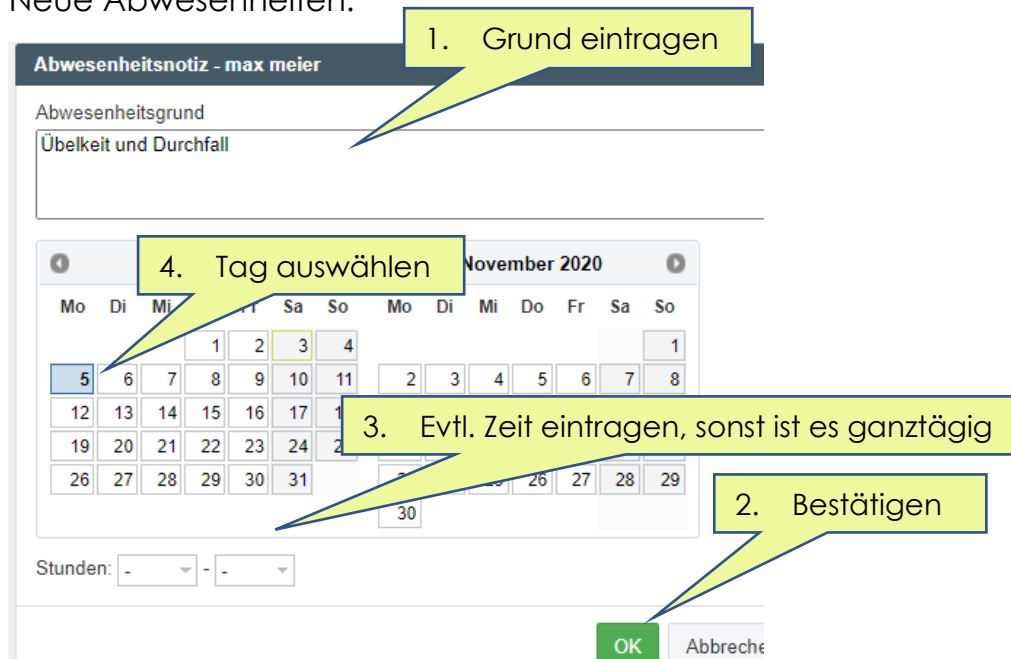 Neue Abwesenheiten:
1. Grund eintragen
Abwesenheitsnotiz - max meier
Abwesenheitsgrund
Übelkeit und Durchfall
4. Tag auswählen
November 2020
Mo Di Mi Fr Sa So Mo Di Mi Do Fr Sa So
1 2 3 4 1
5 6 7 8 9 10 11 2 3 4 5 6 7 8
12 13 14 15 16 17
3. Evtl. Zeit eintragen, sonst ist es ganztägig
19 20 21 22 23 24
26 27 28 29 30 31 26 27 28 29
2. Bestätigen
30
Stunden: - - -
OK Abbreche